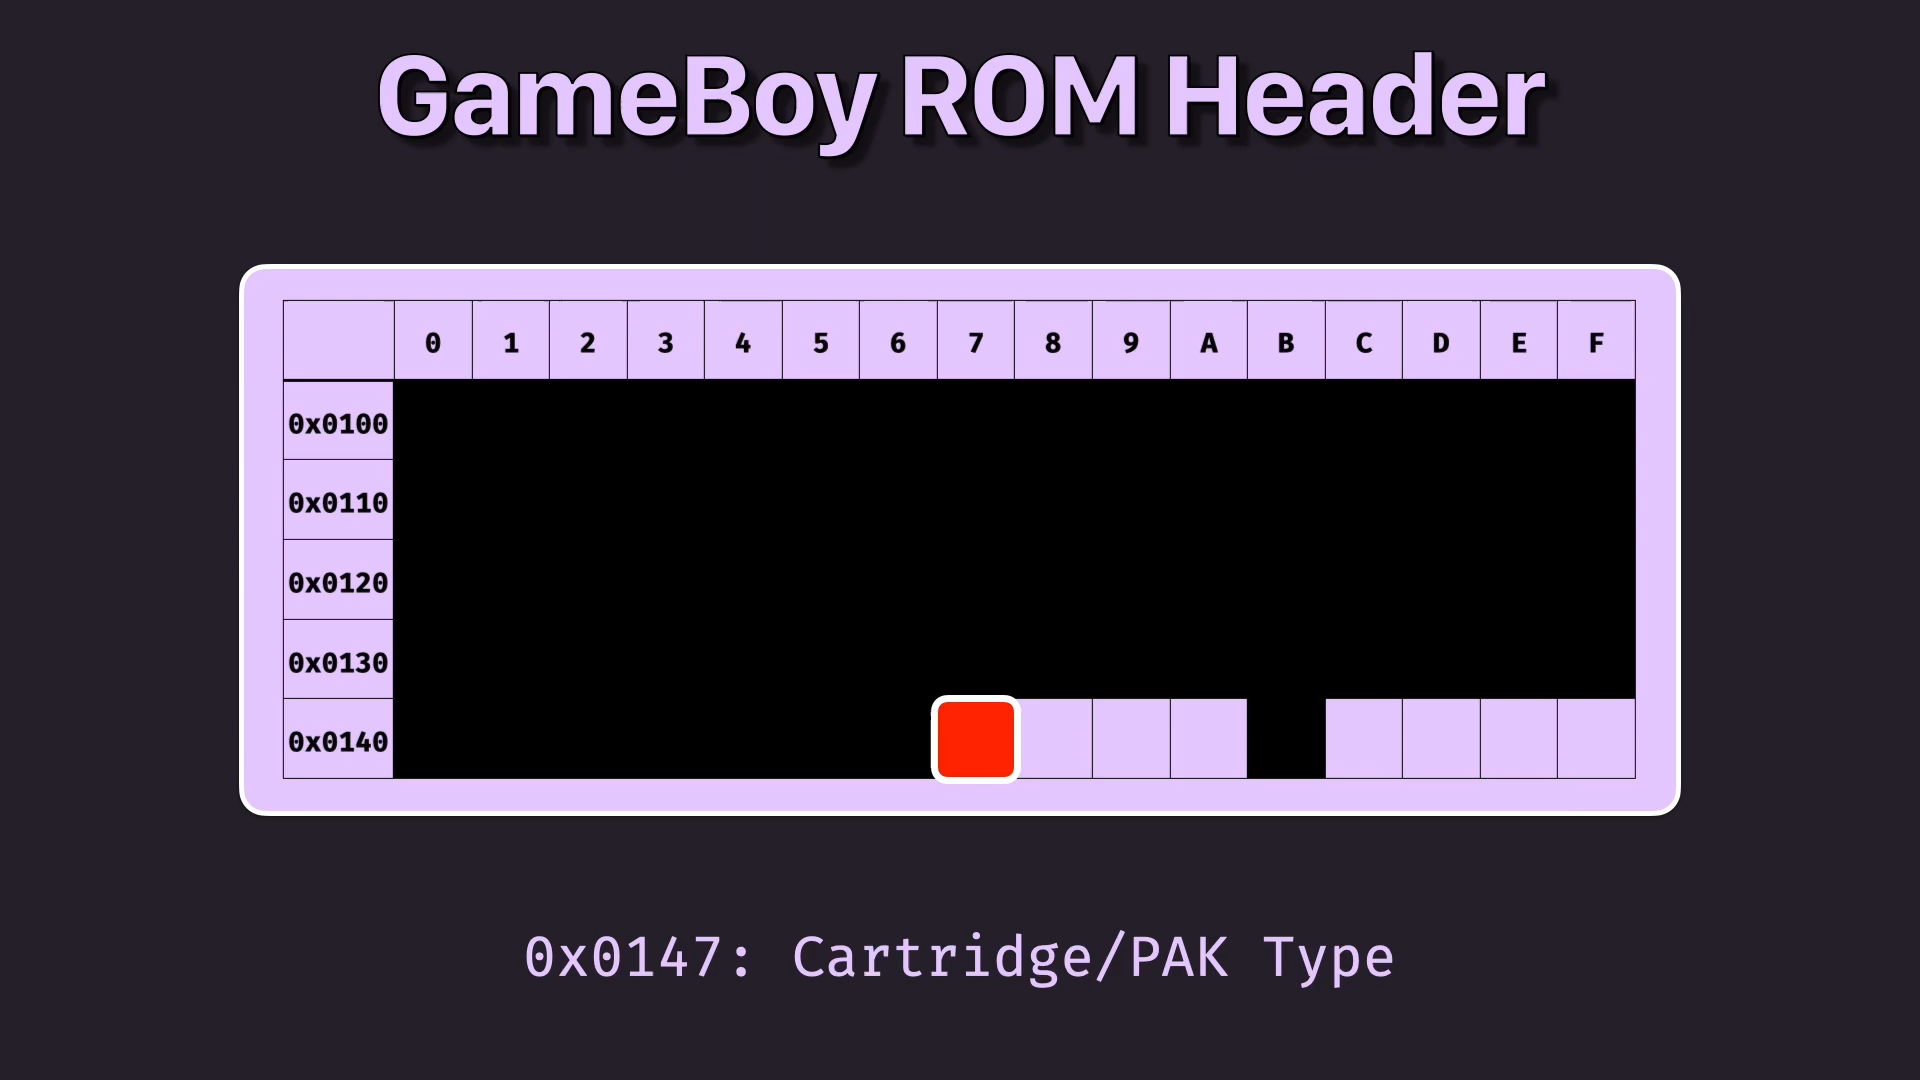 GameBoy ROM Header
0 1 2 3 4 5 6 7 8 9 A B C D E F
0x0100
0x0110
0x0120
0x0130
0x0140
0x0147: Cartridge/PAK Type